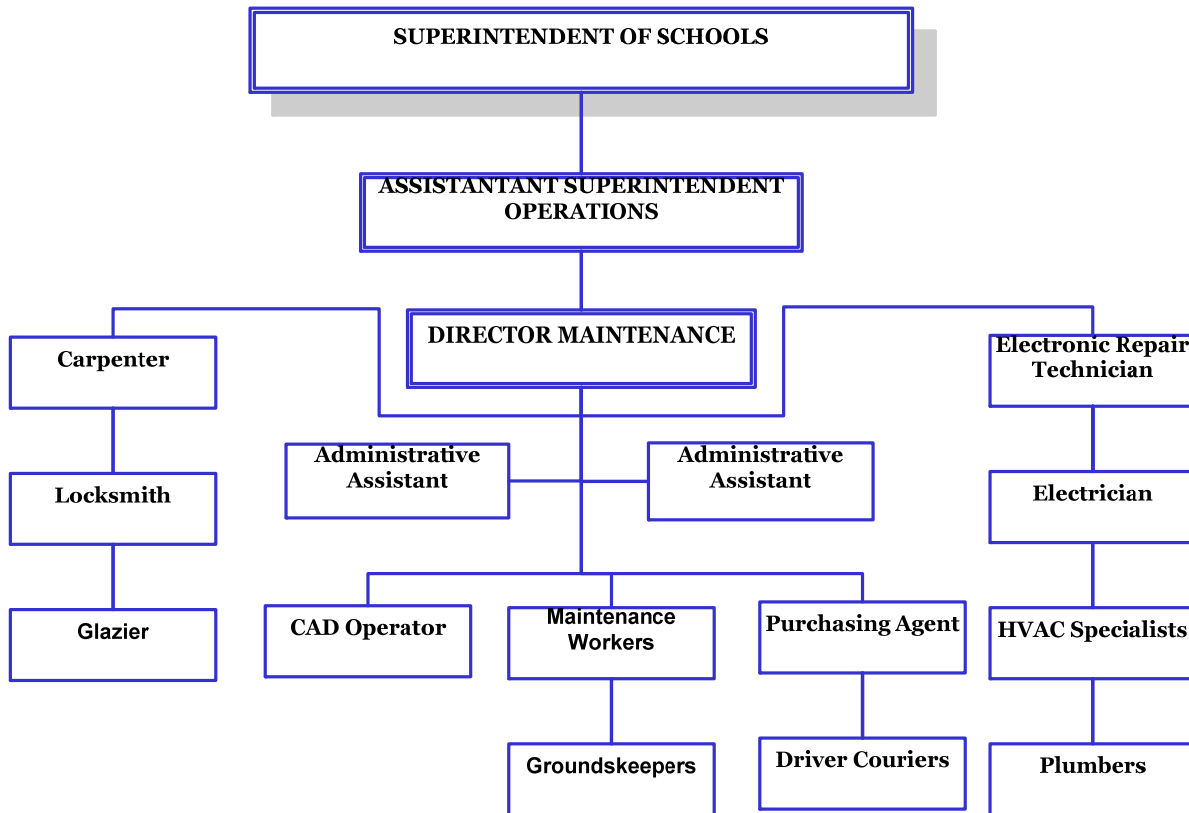 SUPERINTENDENT OF SCHOOLS
ASSISTANTANT SUPERINTENDENT
OPERATIONS
DIRECTOR MAINTENANCE
Carpenter
Locksmith
Glazier
Administrative
Assistant
Administrative
Assistant
CAD Operator
Maintenance
Workers
Groundskeepers
Purchasing Agent
Driver Couriers
Electronic Repair
Technician
Electrician
HVAC Specialists
Plumbers